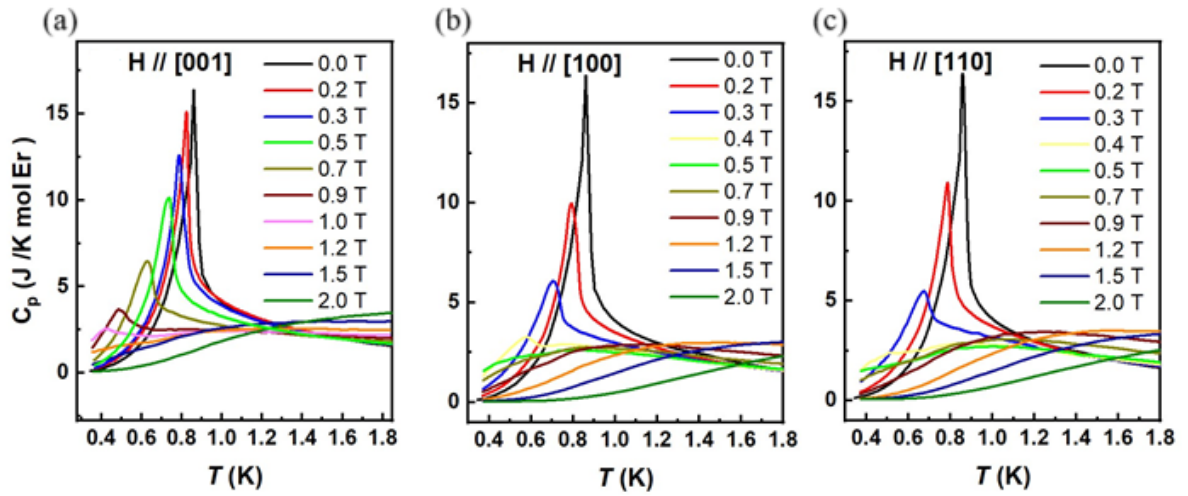 (a)
H // [001]
0.0 T
0.2 T
0.3 T
0.5 T
0.7 T
0.9 T
1.0 T
1.2 T
1.5 T
2.0 T
15
10
5
0
0.4 0.6 0.8 1.0 1.2 1.4 1.6 1.8
T (K)
Cp (J /K mol Er )
(b)
H // [100]
0.0 T
0.2 T
0.3 T
0.4 T
0.5 T
0.7 T
0.9 T
1.2 T
1.5 T
2.0 T
15
10
5
0
0.4 0.6 0.8 1.0 1.2 1.4 1.6 1.8
T (K)
(c)
H // [110]
0.0 T
0.2 T
0.3 T
0.4 T
0.5 T
0.7 T
0.9 T
1.2 T
1.5 T
2.0 T
15
10
5
0
0.4 0.6 0.8 1.0 1.2 1.4 1.6 1.8
T (K)